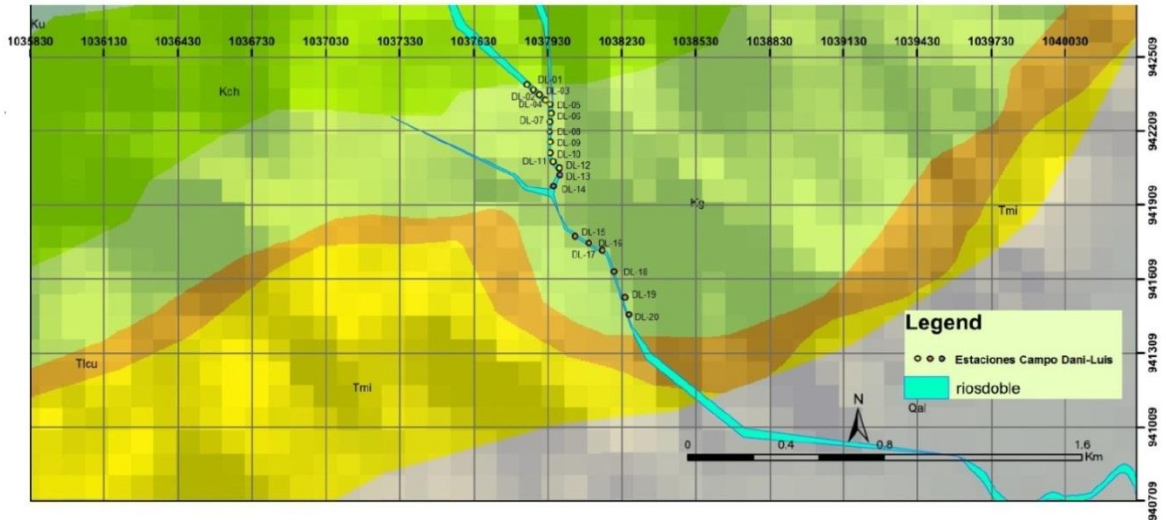 Ku
1035830 1036130 1036430 1036730 1037030 1037330 1037630 1037930 1038230 1038530 1038830 1039130 1039430 1039730 1040030
942509
Kch
DL-01
DL-03
DL-02
DL-04
DL-05
DL-06
DL-07
942209
DL-08
DL-09
DL-10
DL-11
DL-12
DL-13
DL-14
Kg
Tmi
941909
DL-15
DL-16
DL-17
DL-18
941609
DL-19
DL-20
Legend
Estaciones Campo Dani-Luis
riosdoble
941309
Tlcu
Tmi
Qal
N
941009
0 0.4 0.8 1.6
Km
940709